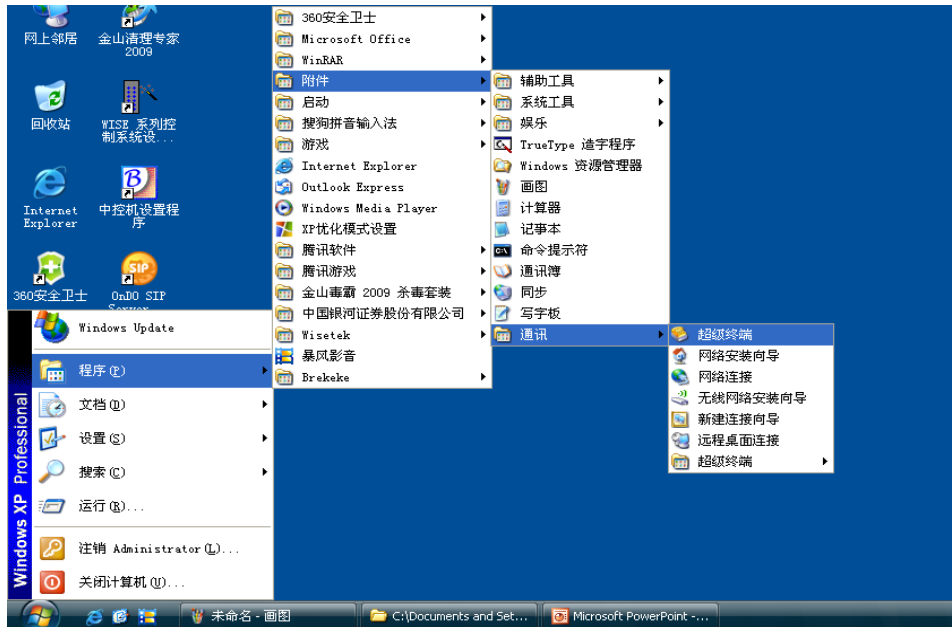 网上邻居
金山清理专家
2009
回收站
WISE 系列控
制系统设...
Internet
Explorer
中控机设置程
序
360安全卫士
OnDO SIP
Server
Windows XP Professional
Windows Update
程序(P)
文档(D)
设置(S)
搜索(C)
运行(R)...
注销 Administrator(L)...
关闭计算机(U)...
360安全卫士
Microsoft Office
WinRAR
附件
启动
搜狗拼音输入法
游戏
Internet Explorer
Outlook Express
Windows Media Player
XP优化模式设置
腾讯软件
腾讯游戏
金山毒霸 2009 杀毒套装
中国银河证券股份有限公司
Wisetek
暴风影音
Brekeke
辅助工具
系统工具
娱乐
TrueType 造字程序
Windows 资源管理器
画图
计算器
记事本
命令提示符
通讯簿
同步
写字板
通讯
超级终端
网络安装向导
网络连接
无线网络安装向导
新建连接向导
远程桌面连接
超级终端
未命名 - 画图
C:\Documents and Set...
Microsoft PowerPoint -...